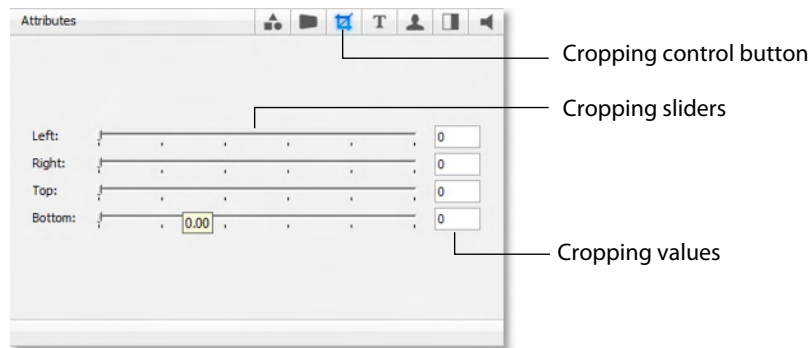 Attributes
T
Cropping control button
Cropping sliders
Left: 0
Right: 0
Top: 0
Bottom: 0.00 0
Cropping values